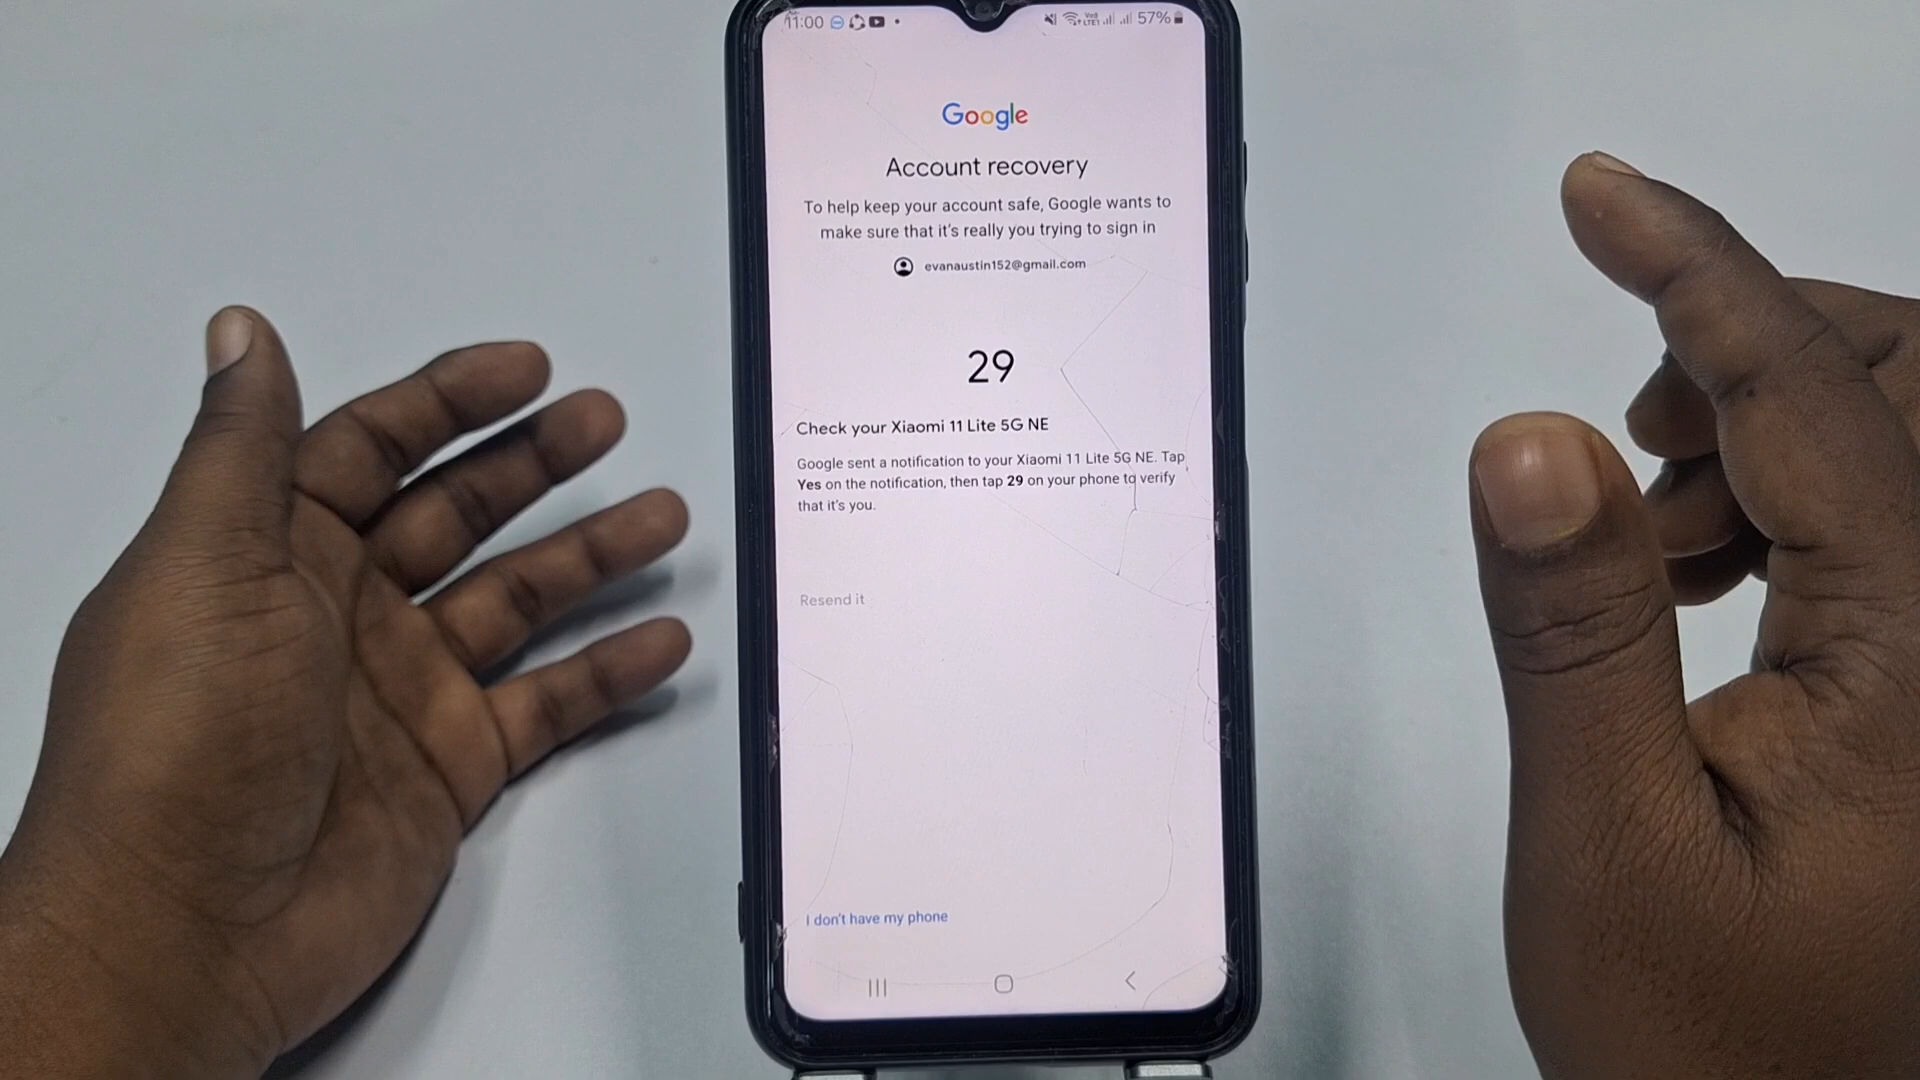 11:00 57%
Google
Account recovery
To help keep your account safe, Google wants to
make sure that it's really you trying to sign in
evanaustin152@gmail.com
29
Check your Xiaomi 11 Lite 5G NE
Google sent a notification to your Xiaomi 11 Lite 5G NE. Tap
Yes on the notification, then tap 29 on your phone to verify
that it's you.
Resend it
I don't have my phone